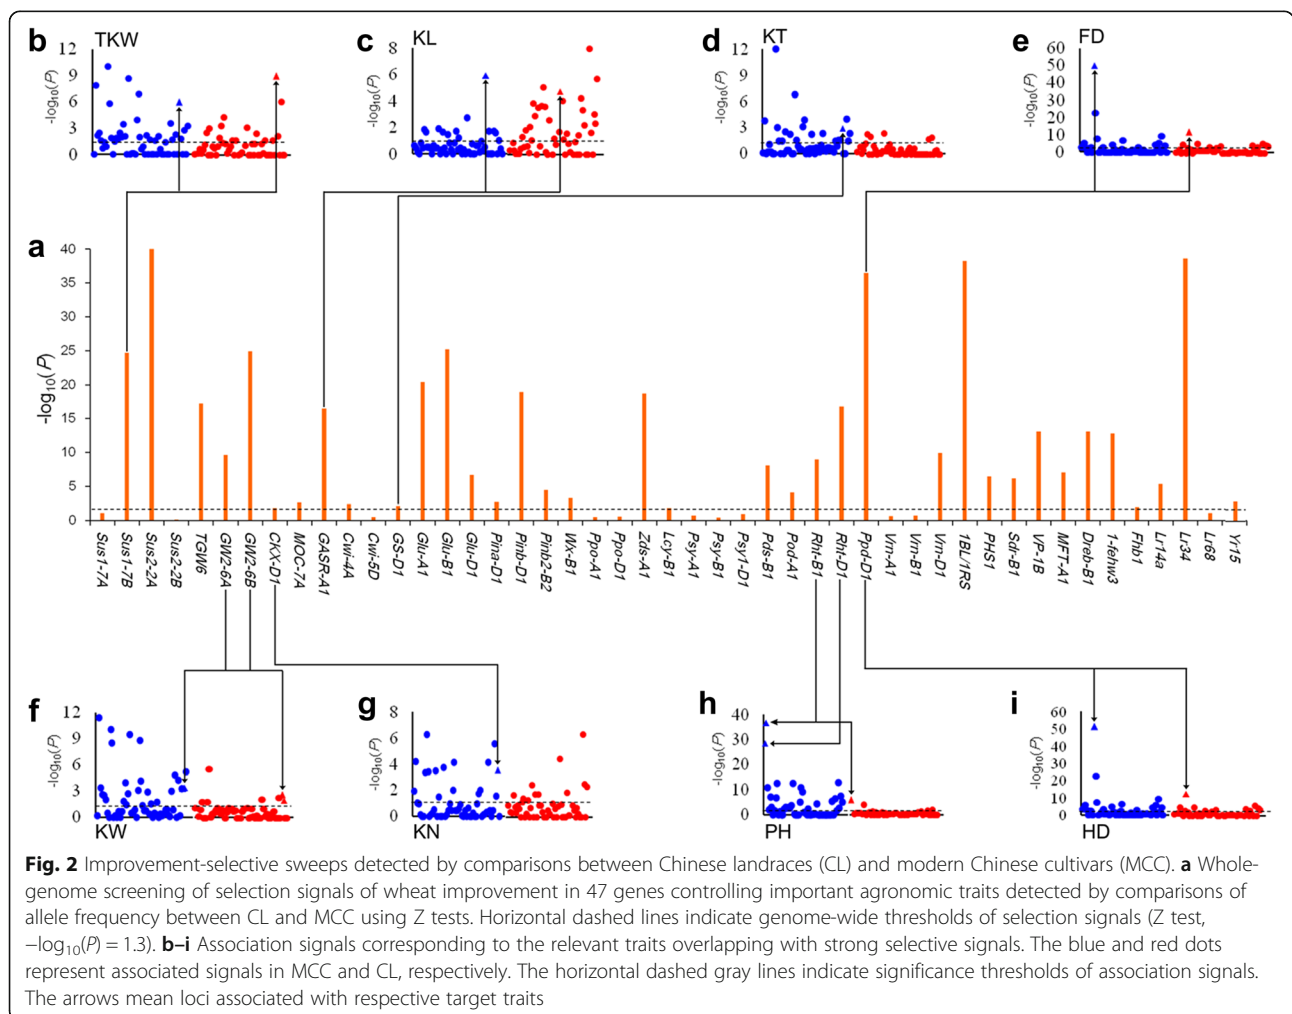 b TKW
12
9
6
3
0
-log10(P)
c KL
8
6
4
2
0
-log10(P)
d KT
12
9
6
3
0
-log10(P)
e FD
60
50
40
30
20
10
0
-log10(P)
a
40
35
30
25
20
15
10
5
0
-log10(P)
Sus1-7A
Sus1-7B
Sus2-2A
Sus2-2B
TGW6
GW2-6A
GW2-6B
CKX-D1
MOC-7A
GASR-A1
Cwi-4A
Cwi-5D
GS-D1
Glu-A1
Glu-B1
Glu-D1
Pina-D1
Pinb-D1
Pinb2-B2
Wx-B1
Ppo-A1
Ppo-D1
Zds-A1
Lcy-B1
Psy-A1
Psy-B1
Psy1-D1
Pds-B1
Pod-A1
Rht-B1
Rht-D1
Ppd-D1
Vrn-A1
Vrn-B1
Vrn-D1
1BL/1RS
PHS1
Sdr-B1
VP-1B
MFT-A1
Dreb-B1
1-fehw3
Fhb1
Lr14a
Lr34
Lr68
Yr15
f
12
9
6
3
0
-log10(P)
KW
g
8
6
4
2
0
-log10(P)
KN
h
40
30
20
10
0
-log10(P)
PH
i
60
50
40
30
20
10
0
-log10(P)
HD
Fig. 2 Improvement-selective sweeps detected by comparisons between Chinese landraces (CL) and modern Chinese cultivars (MCC). a Whole-
genome screening of selection signals of wheat improvement in 47 genes controlling important agronomic traits detected by comparisons of
allele frequency between CL and MCC using Z tests. Horizontal dashed lines indicate genome-wide thresholds of selection signals (Z test,
−log10(P) = 1.3). b–i Association signals corresponding to the relevant traits overlapping with strong selective signals. The blue and red dots
represent associated signals in MCC and CL, respectively. The horizontal dashed gray lines indicate significance thresholds of association signals.
The arrows mean loci associated with respective target traits